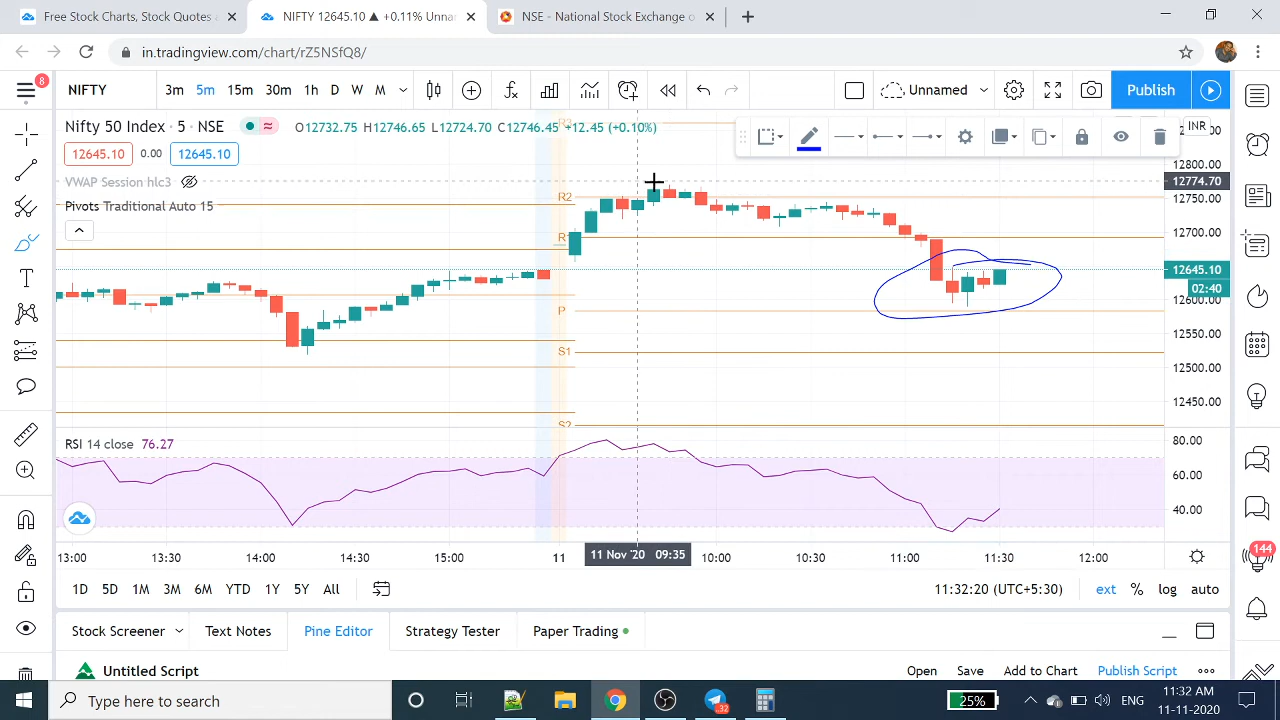 Free Stock Charts, Stock Quotes
NIFTY 12645.10 ▲ +0.11% Unna
NSE - National Stock Exchange o
in.tradingview.com/chart/rZ5NSfQ8/
8
NIFTY
3m 5m 15m 30m 1h D W M
Unnamed
Publish
Nifty 50 Index · 5 · NSE
O12732.75 H12746.65 L12724.70 C12746.45 +12.45 (+0.10%)
12645.10 0.00 12645.10
VWAP Session hlc3
Pivots Traditional Auto 15
R3
R2
P
S1
S2
INR
12800.00
12774.70
12750.00
12700.00
12645.10
02:40
12600.00
12550.00
12500.00
12450.00
RSI 14 close 76.27
80.00
60.00
40.00
13:00 13:30 14:00 14:30 15:00 11 11 Nov '20 09:35 10:00 10:30 11:00 11:30 12:00
1D 5D 1M 3M 6M YTD 1Y 5Y All
11:32:20 (UTC+5:30) ext % log auto
144
Stock Screener Text Notes Pine Editor Strategy Tester Paper Trading
Untitled Script
Open Save Add to Chart Publish Script
Type here to search
25%
ENG
11:32 AM
11-11-2020